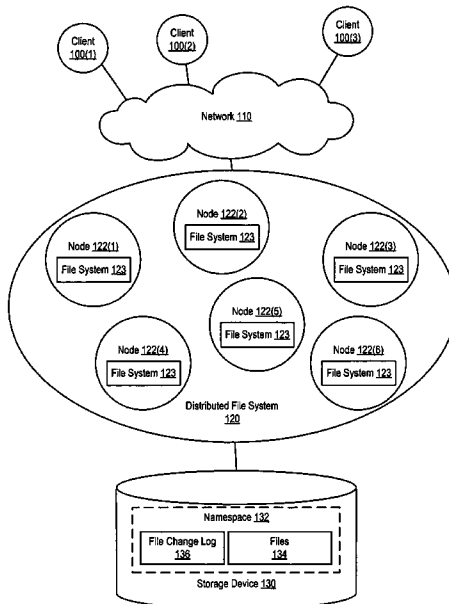 Client
100(1)
Client
100(2)
Client
100(3)
Network 110
Node 122(1)
File System 123
Node 122(2)
File System 123
Node 122(3)
File System 123
Node 122(4)
File System 123
Node 122(5)
File System 123
Node 122(6)
File System 123
Distributed File System
120
Namespace 132
File Change Log
136
Files
134
Storage Device 130